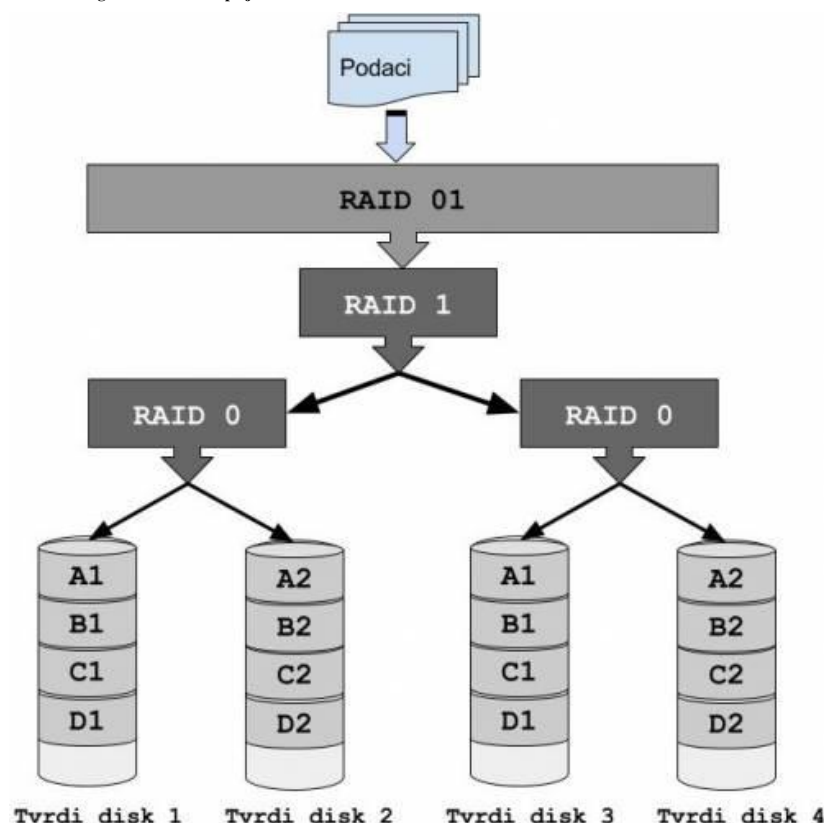 Podaci
RAID 01
RAID 1
RAID 0 RAID 0
A1 A2 A1 A2
B1 B2 B1 B2
C1 C2 C1 C2
D1 D2 D1 D2
Tvrdi disk 1 Tvrdi disk 2 Tvrdi disk 3 Tvrdi disk 4